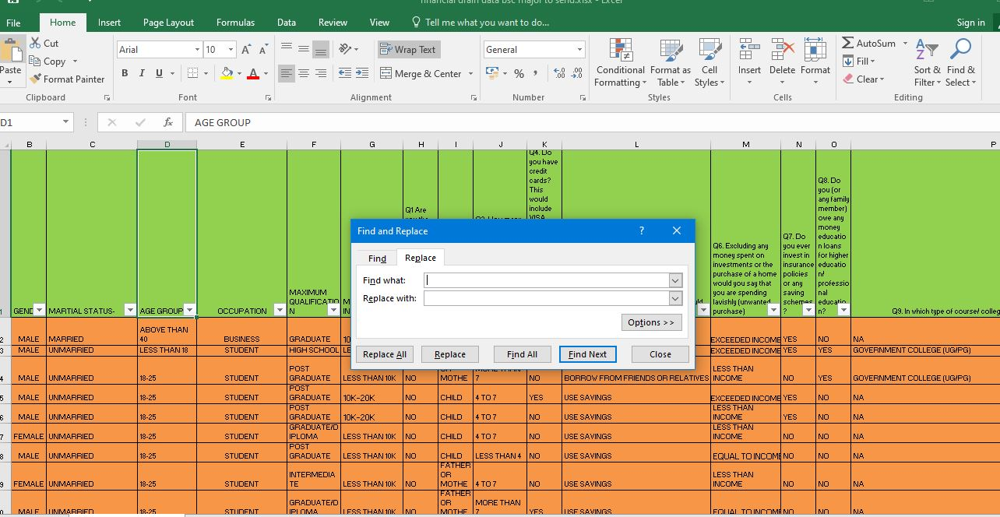 financial drain data bsc major to send.xlsx - Excel
File Home Insert Page Layout Formulas Data Review View Tell me what you want to do... Sign in
Paste
Cut
Copy
Format Painter
Clipboard
Arial 10
B I U
Font
Wrap Text
Merge & Center
Alignment
General
Number
Conditional Formatting
Format as Table
Cell Styles
Styles
Insert Delete Format
Cells
AutoSum
Fill
Clear
Sort & Filter
Find & Select
Editing
D1 fx AGE GROUP
B C D E F G H I J K L M N O P
1
GEND
MARTIAL STATUS-
AGE GROUP
OCCUPATION
MAXIMUM
QUALIFICATIO
N
Q1 Are
Q4. Do
you have
credit
cards?
This
would
include
VISA
Q6. Excluding any
money spent on
investments or the
purchase of a home
would you say that
you are spending
lavishly (unwanted
purchase)
Q7. Do
you ever
invest in
insurance
policies
or any
saving
schemes
?
Q8. Do
you (or
any family
member)
owe any
money
educatio
n loans
for higher
educatio
n/
professio
nal
educatio
n?
Q9. In which type of course/ colleg
Find and Replace ? ×
Find Replace
Find what:
Replace with:
Options >>
Replace All Replace Find All Find Next Close
2 MALE MARRIED ABOVE THAN 40 BUSINESS GRADUATE 10 EXCEEDED INCOME YES NO NA
3 MALE UNMARRIED LESS THAN 18 STUDENT HIGH SCHOOL LE EXCEEDED INCOME YES NO GOVERNMENT COLLEGE (UG/PG)
4 MALE UNMARRIED 18-25 STUDENT POST GRADUATE LESS THAN 10K NO MOTHE 7 NO BORROW FROM FRIENDS OR RELATIVES LESS THAN INCOME NO YES GOVERNMENT COLLEGE (UG/PG)
5 MALE UNMARRIED 18-25 STUDENT POST GRADUATE 10K-20K NO CHILD 4 TO 7 YES USE SAVINGS EXCEEDED INCOME YES NO NA
6 MALE UNMARRIED 18-25 STUDENT POST GRADUATE 10K-20K NO CHILD 4 TO 7 NO USE SAVINGS LESS THAN INCOME YES NO NA
7 FEMALE UNMARRIED 18-25 STUDENT GRADUATE/D IPLOMA LESS THAN 10K NO CHILD 4 TO 7 NO USE SAVINGS LESS THAN INCOME NO NO NA
8 MALE UNMARRIED 18-25 STUDENT POST GRADUATE LESS THAN 10K NO CHILD LESS THAN 4 NO USE SAVINGS EQUAL TO INCOME NO NO NA
9 FEMALE UNMARRIED 18-25 STUDENT INTERMEDIA TE LESS THAN 10K NO FATHER OR MOTHE 4 TO 7 NO USE SAVINGS LESS THAN INCOME NO NO NA
0 MALE UNMARRIED 18-25 STUDENT GRADUATE/D IPLOMA LESS THAN 10K NO FATHER OR MOTHE MORE THAN 7 YES USE SAVINGS EQUAL TO INCOME NO NO NA